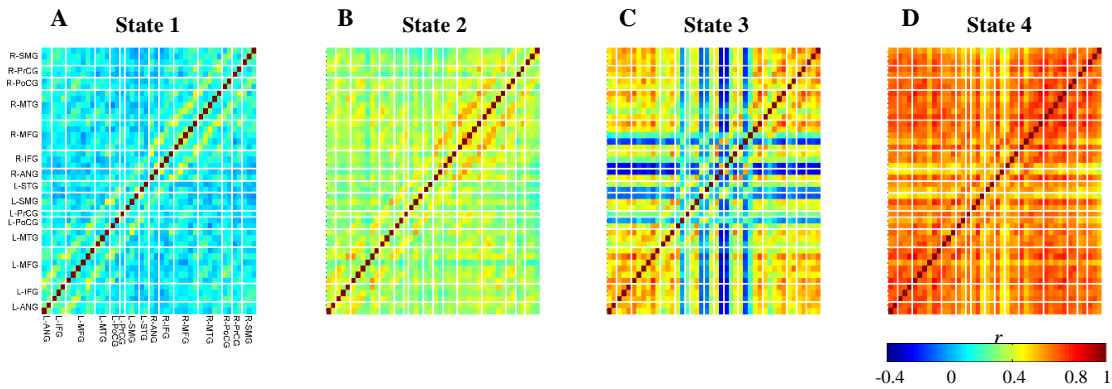 A B C D
State 1 State 2 State 3 State 4
R-SMG
R-PrCG
R-PoCG
R-MTG
R-MFG
R-IFG
R-ANG
L-STG
L-SMG
L-PrCG
L-PoCG
L-MTG
L-MFG
L-IFG
L-ANG
L-ANG L-IFG L-MFG L-MTG L-PoCG L-PrCG L-SMG L-STG R-ANG R-IFG R-MFG R-MTG R-PoCG R-PrCG R-SMG
r
-0.4 0 0.4 0.8 1